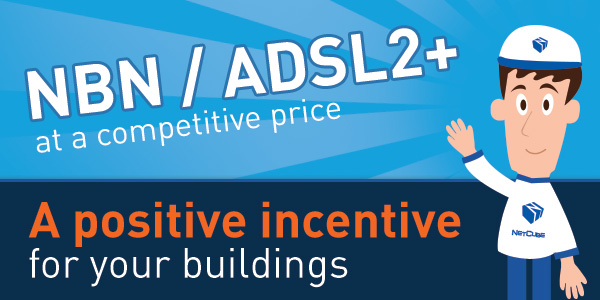 NBN / ADSL2+
at a competitive price
A positive incentive
for your buildings
NETCUBE